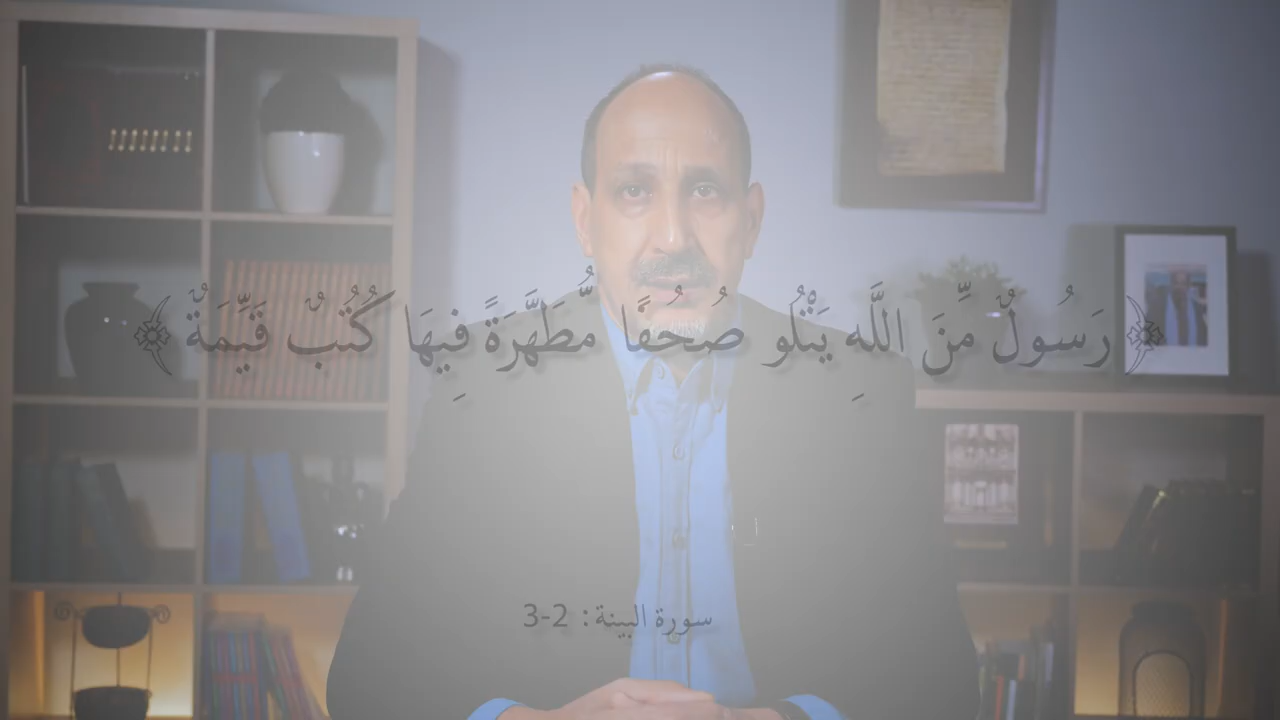 ﴿رَسُولٌ مِّنَ اللَّهِ يَتْلُو صُحُفًا مُّطَهَّرَةً فِيهَا كُتُبٌ قَيِّمَةٌ﴾
سورة البينة: 2-3